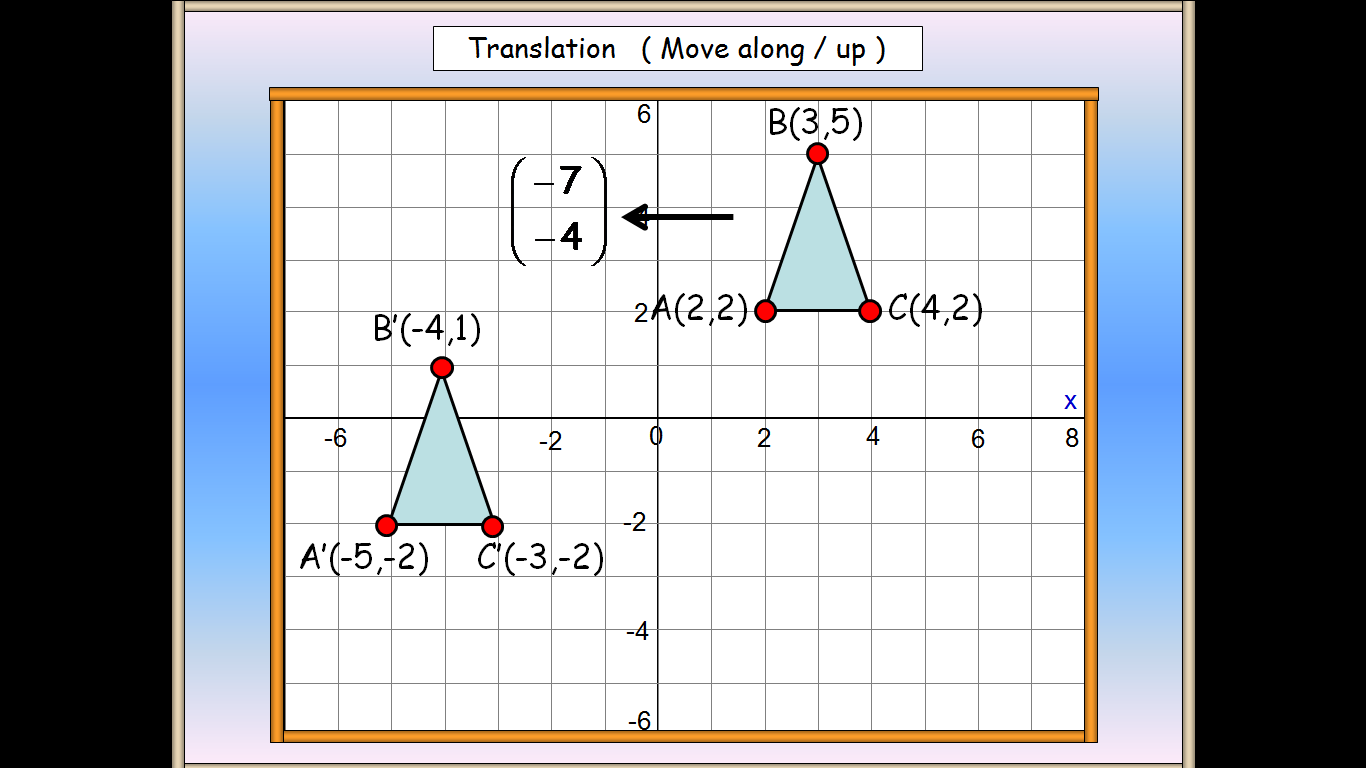 Translation ( Move along / up )
6
B(3,5)
−7
−4
2
A(2,2)
C(4,2)
B'(-4,1)
x
-6
-2
0
2
4
6
8
-2
A'(-5,-2)
C'(-3,-2)
-4
-6